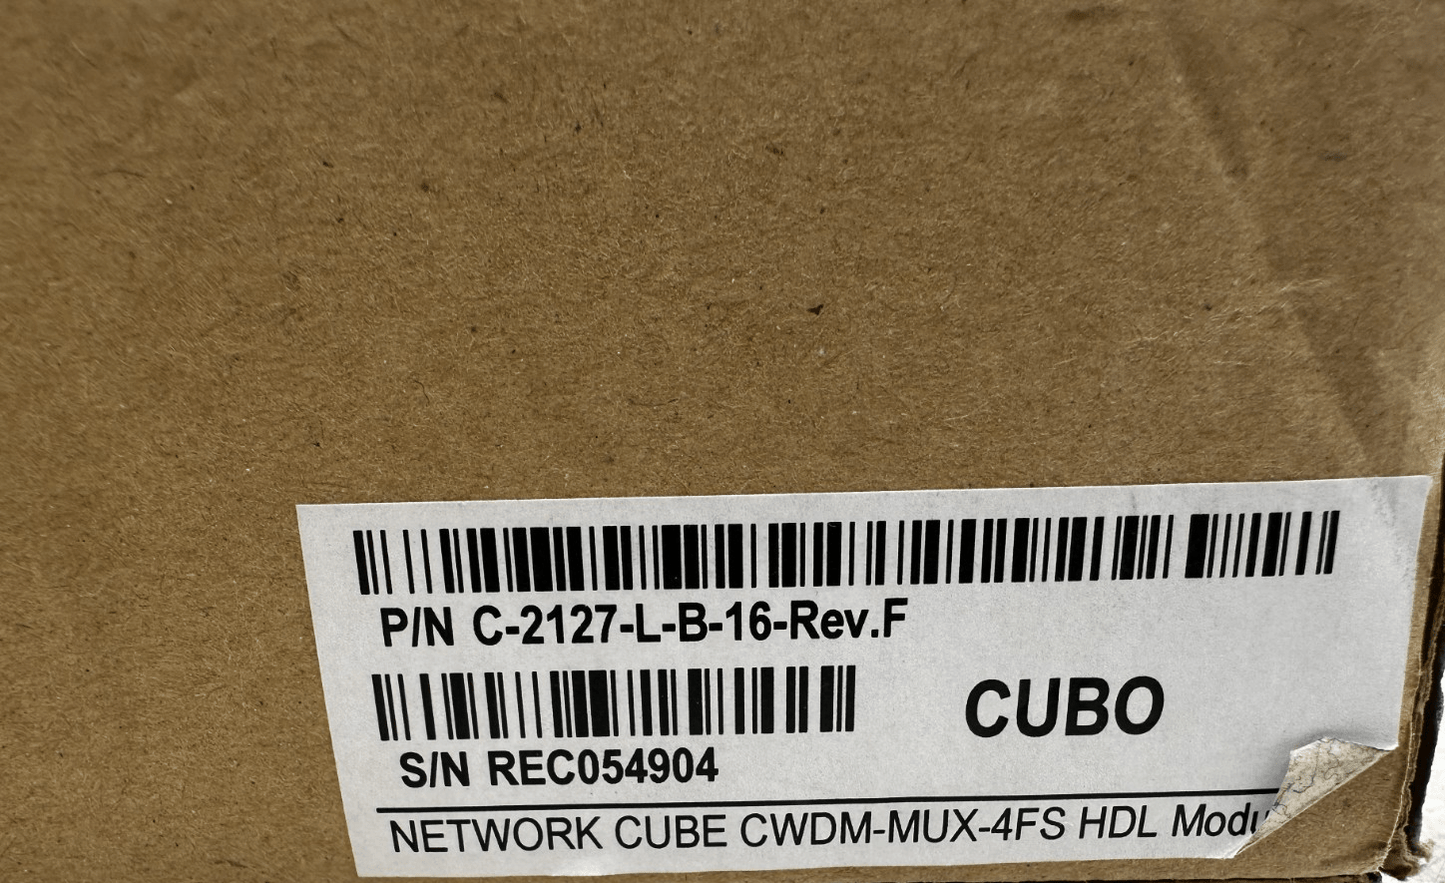 P/N C-2127-L-B-16-Rev.F
CUBO
S/N REC054904
NETWORK CUBE CWDM-MUX-4FS HDL